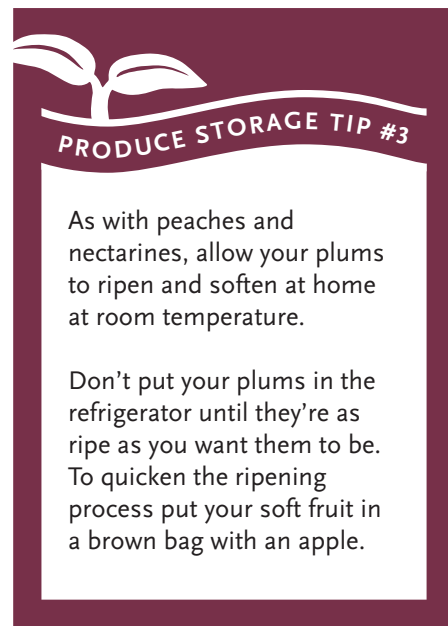 PRODUCE STORAGE TIP #3
As with peaches and
nectarines, allow your plums
to ripen and soften at home
at room temperature.
Don’t put your plums in the
refrigerator until they’re as
ripe as you want them to be.
To quicken the ripening
process put your soft fruit in
a brown bag with an apple.